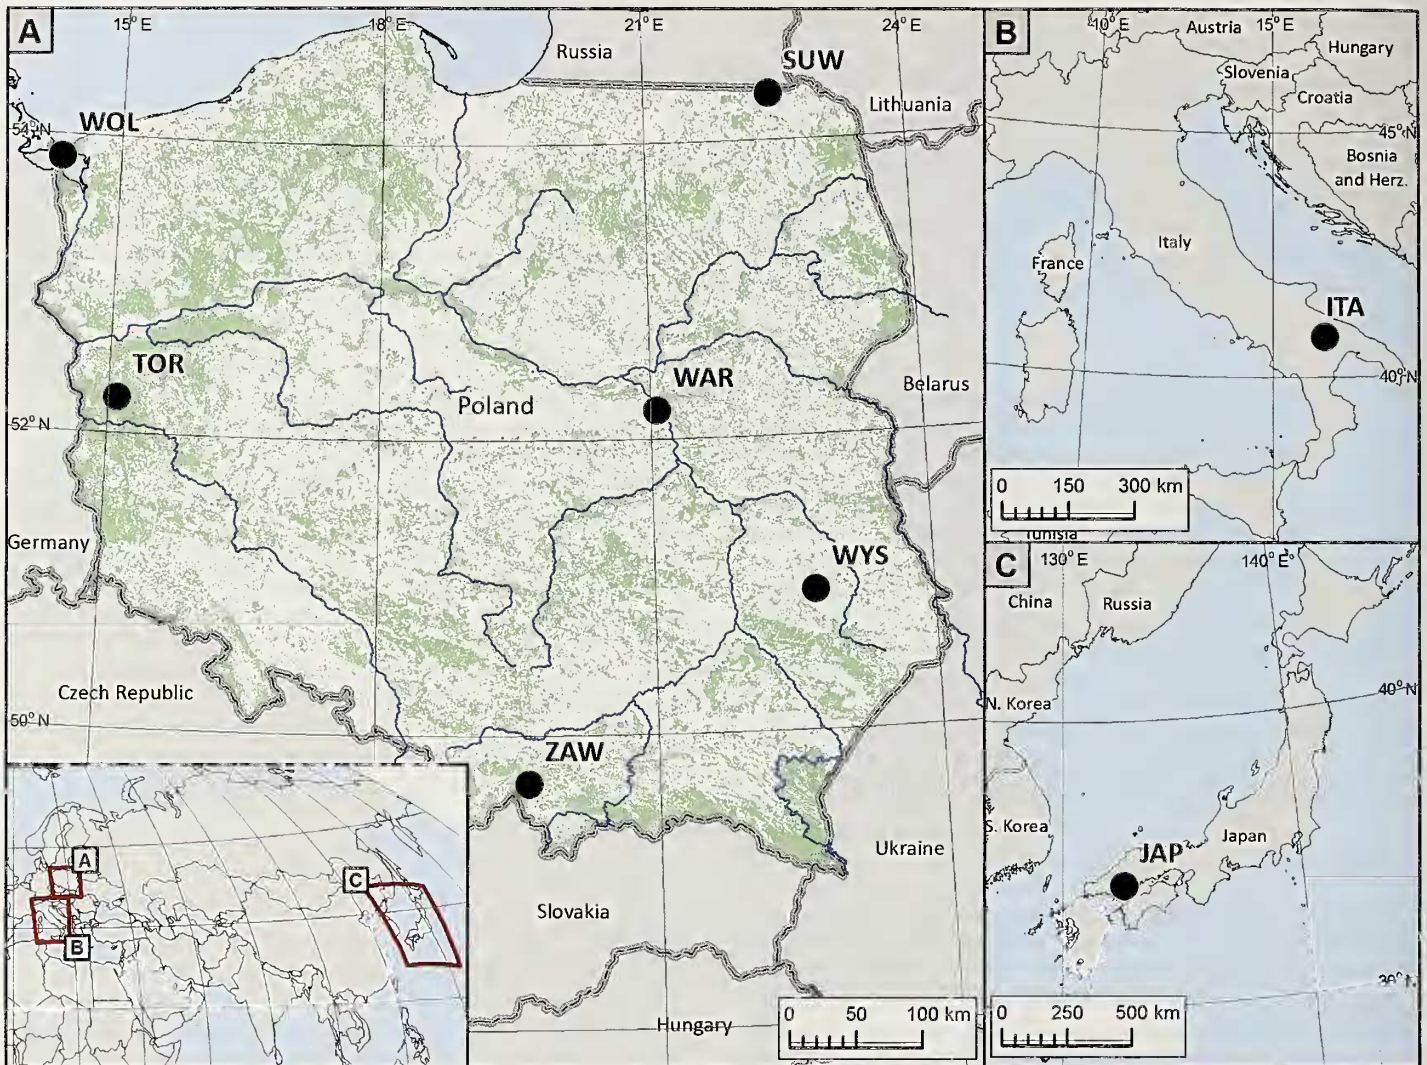 A
15° E
18° E
21° E
24° E
Russia
SUW
Lithuania
WOL
54° N
TOR
WAR
Poland
Belarus
52° N
Germany
WYS
Czech Republic
50° N
ZAW
Ukraine
Slovakia
Hungary
0 50 100 km
A
B
C
B
10° E
15° E
Austria
Hungary
Slovenia
Croatia
45° N
Bosnia
and Herz.
Italy
France
ITA
40° N
0 150 300 km
Tunisia
C
130° E
140° E
China
Russia
N. Korea
40° N
S. Korea
Japan
JAP
30° N
0 250 500 km